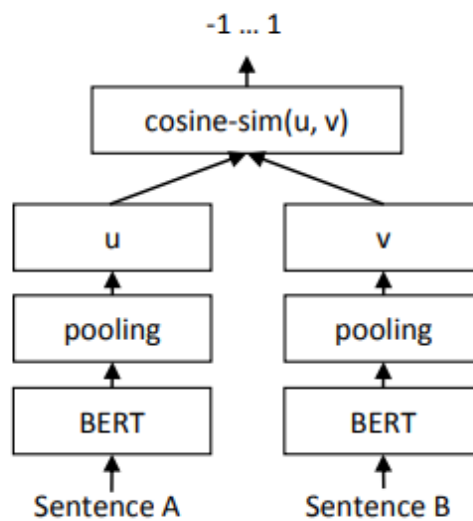 -1 ... 1
cosine-sim(u, v)
u
v
pooling
pooling
BERT
BERT
Sentence A
Sentence B